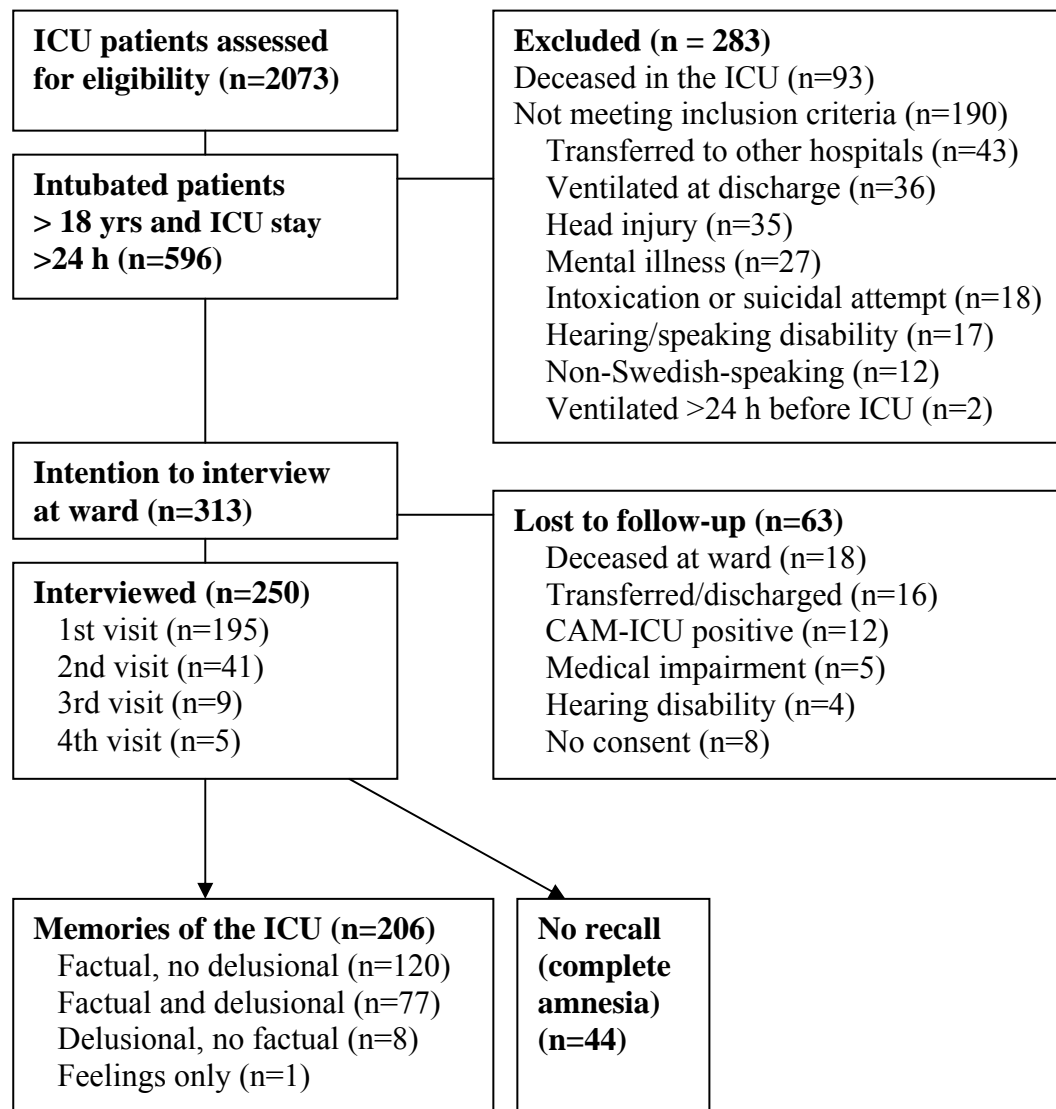 ICU patients assessed
for eligibility (n=2073)
Excluded (n = 283)
Deceased in the ICU (n=93)
Not meeting inclusion criteria (n=190)
Transferred to other hospitals (n=43)
Ventilated at discharge (n=36)
Head injury (n=35)
Mental illness (n=27)
Intoxication or suicidal attempt (n=18)
Hearing/speaking disability (n=17)
Non-Swedish-speaking (n=12)
Ventilated >24 h before ICU (n=2)
Intubated patients
> 18 yrs and ICU stay
>24 h (n=596)
Intention to interview
at ward (n=313)
Lost to follow-up (n=63)
Deceased at ward (n=18)
Transferred/discharged (n=16)
CAM-ICU positive (n=12)
Medical impairment (n=5)
Hearing disability (n=4)
No consent (n=8)
Interviewed (n=250)
1st visit (n=195)
2nd visit (n=41)
3rd visit (n=9)
4th visit (n=5)
Memories of the ICU (n=206)
Factual, no delusional (n=120)
Factual and delusional (n=77)
Delusional, no factual (n=8)
Feelings only (n=1)
No recall
(complete
amnesia)
(n=44)